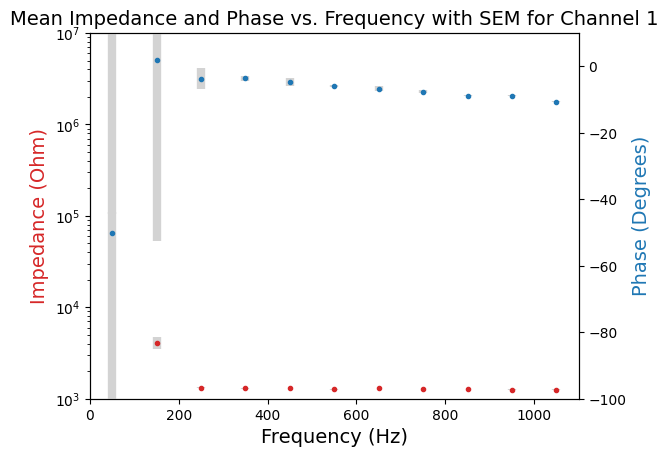 Mean Impedance and Phase vs. Frequency with SEM for Channel 1
10^7
10^6
10^5
10^4
10^3
Impedance (Ohm)
0
−20
−40
−60
−80
−100
Phase (Degrees)
0 200 400 600 800 1000
Frequency (Hz)